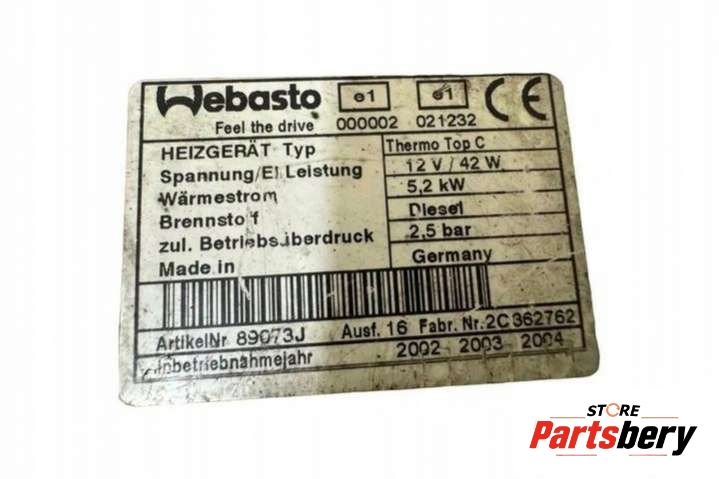 Webasto e1 e1 CE
Feel the drive 000002 021232
HEIZGERÄT Typ Thermo Top C
Spannung/El Leistung 12 V / 42 W
Wärmestrom 5,2 kW
Brennstoff Diesel
zul. Betriebsüberdruck 2,5 bar
Made in Germany
ArtikelNr 89073J Ausf. 16 Fabr. Nr. 2C362762
Inbetriebnahmejahr 2002 - 2003 - 2004
STORE
Partsbery